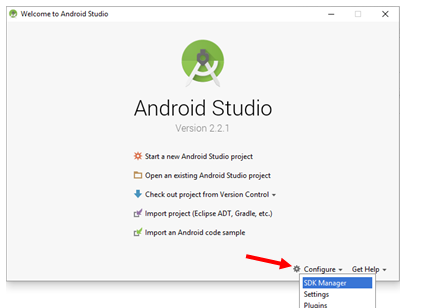 Welcome to Android Studio
Android Studio
Version 2.2.1
Start a new Android Studio project
Open an existing Android Studio project
Check out project from Version Control
Import project (Eclipse ADT, Gradle, etc.)
Import an Android code sample
Configure Get Help
SDK Manager
Settings
Plugins